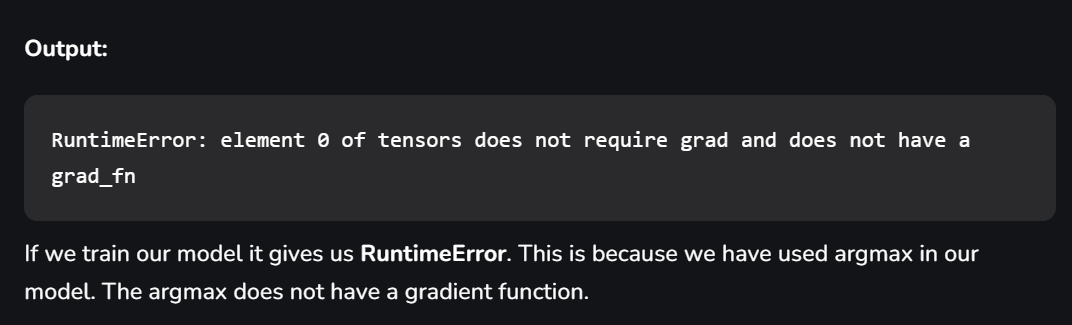 Output:
RuntimeError: element 0 of tensors does not require grad and does not have a
grad_fn
If we train our model it gives us RuntimeError. This is because we have used argmax in our
model. The argmax does not have a gradient function.